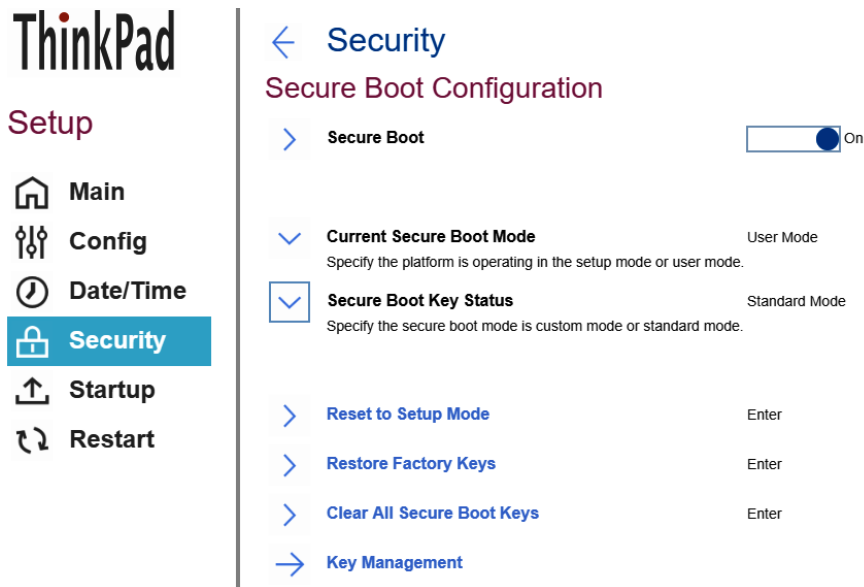 ThinkPad
Setup
Main
Config
Date/Time
Security
Startup
Restart
Security
Secure Boot Configuration
Secure Boot On
Current Secure Boot Mode User Mode
Specify the platform is operating in the setup mode or user mode.
Secure Boot Key Status Standard Mode
Specify the secure boot mode is custom mode or standard mode.
Reset to Setup Mode Enter
Restore Factory Keys Enter
Clear All Secure Boot Keys Enter
Key Management